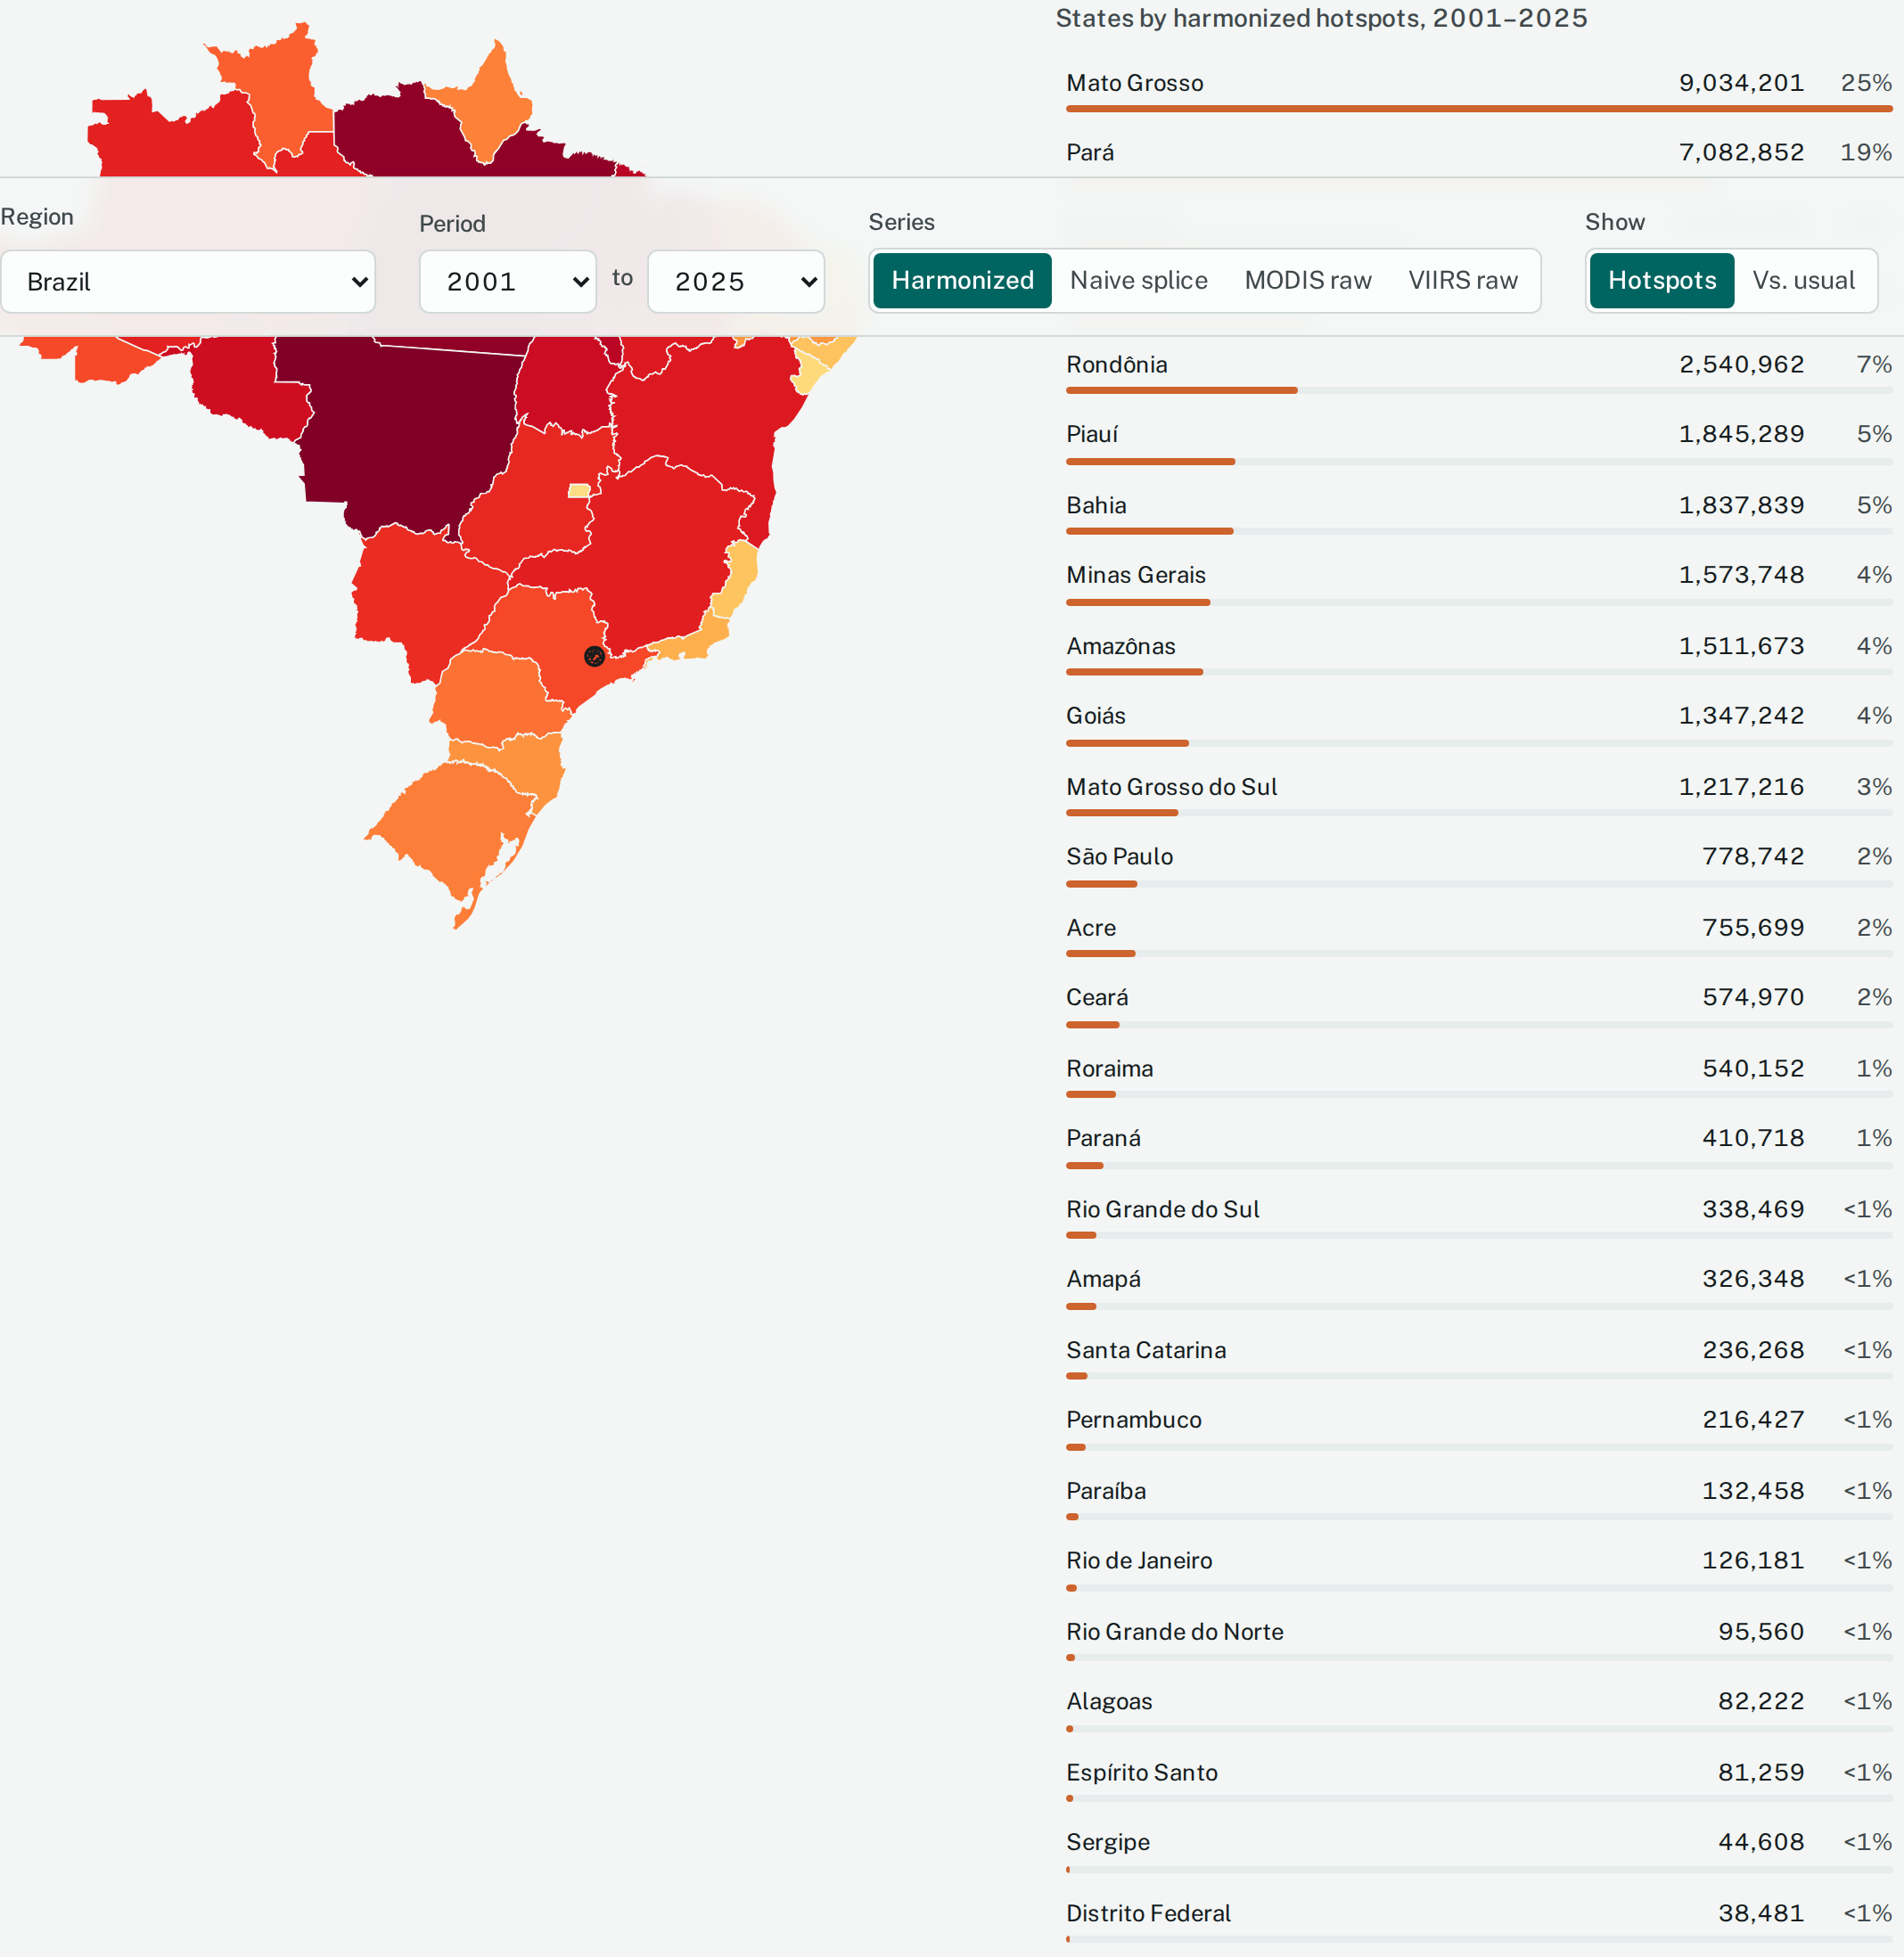 States by harmonized hotspots, 2001–2025
Mato Grosso 9,034,201 25%
Pará 7,082,852 19%
Region
Period
Series
Show
Brazil
2001 to 2025
Harmonized Naive splice MODIS raw VIIRS raw
Hotspots Vs. usual
Rondônia 2,540,962 7%
Piauí 1,845,289 5%
Bahia 1,837,839 5%
Minas Gerais 1,573,748 4%
Amazônas 1,511,673 4%
Goiás 1,347,242 4%
Mato Grosso do Sul 1,217,216 3%
São Paulo 778,742 2%
Acre 755,699 2%
Ceará 574,970 2%
Roraima 540,152 1%
Paraná 410,718 1%
Rio Grande do Sul 338,469 <1%
Amapá 326,348 <1%
Santa Catarina 236,268 <1%
Pernambuco 216,427 <1%
Paraíba 132,458 <1%
Rio de Janeiro 126,181 <1%
Rio Grande do Norte 95,560 <1%
Alagoas 82,222 <1%
Espírito Santo 81,259 <1%
Sergipe 44,608 <1%
Distrito Federal 38,481 <1%